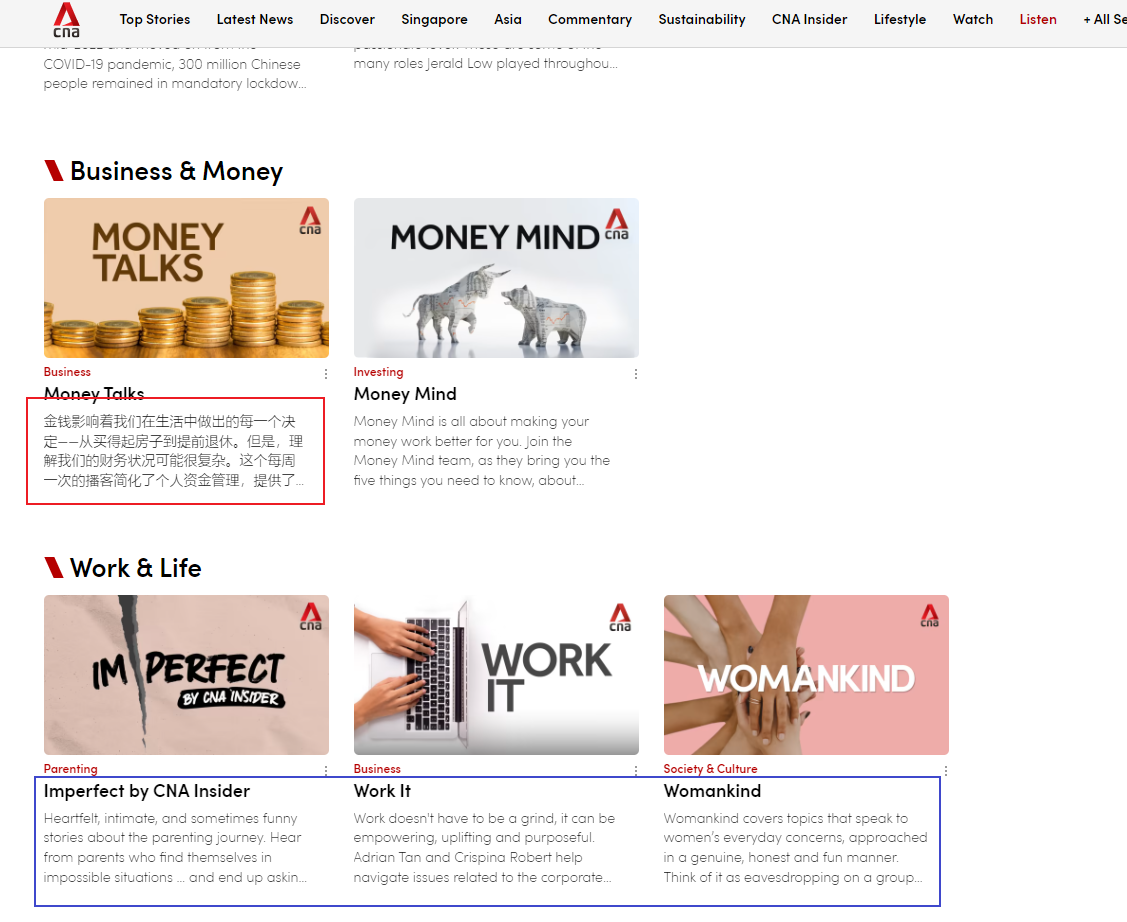 cna
Top Stories Latest News Discover Singapore Asia Commentary Sustainability CNA Insider Lifestyle Watch Listen + All Se
COVID-19 pandemic, 300 million Chinese
people remained in mandatory lockdow...
many roles Jerald Low played throughou...
Business & Money
MONEY
TALKS
cna
Business
Money Talks
金钱影响着我们在生活中做出的每一个决
定——从买得起房子到提前退休。但是，理
解我们的财务状况可能很复杂。这个每周
一次的播客简化了个人资金管理，提供了...
MONEY MIND
cna
Investing
Money Mind
Money Mind is all about making your
money work better for you. Join the
Money Mind team, as they bring you the
five things you need to know, about...
Work & Life
IMPERFECT
BY CNA INSIDER
cna
Parenting
Imperfect by CNA Insider
Heartfelt, intimate, and sometimes funny
stories about the parenting journey. Hear
from parents who find themselves in
impossible situations ... and end up askin...
WORK
IT
cna
Business
Work It
Work doesn't have to be a grind, it can be
empowering, uplifting and purposeful.
Adrian Tan and Crispina Robert help
navigate issues related to the corporate...
WOMANKIND
cna
Society & Culture
Womankind
Womankind covers topics that speak to
women's everyday concerns, approached
in a genuine, honest and fun manner.
Think of it as eavesdropping on a group...